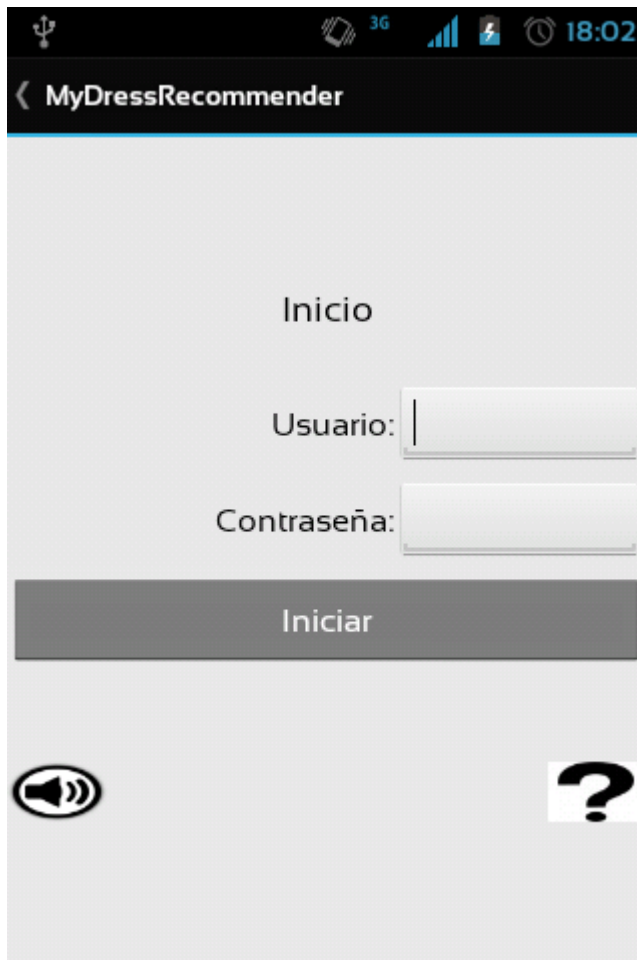 3G 18:02
MyDressRecommender
Inicio
Usuario:
Contraseña:
Iniciar
?